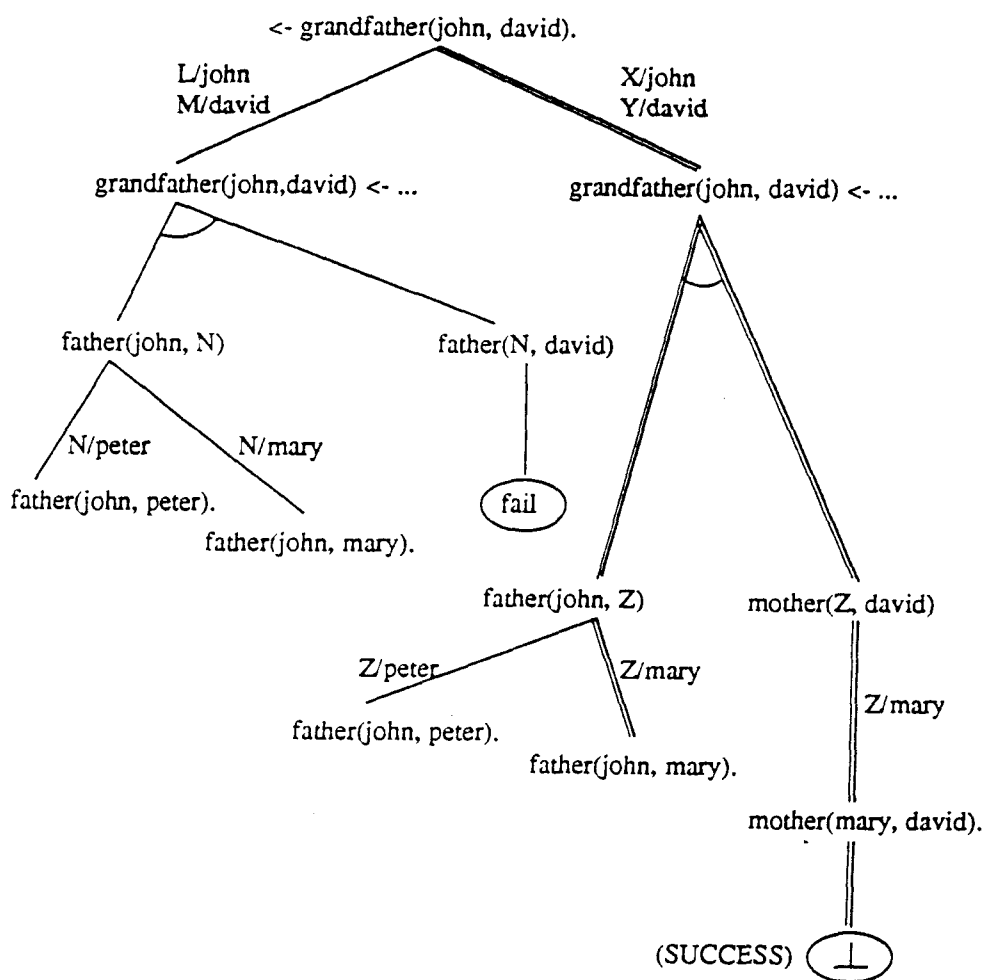 <- grandfather(john, david).
L/john
M/david
X/john
Y/david
grandfather(john,david) <- ...
grandfather(john, david) <- ...
father(john, N)
father(N, david)
N/peter
N/mary
father(john, peter).
fail
father(john, mary).
father(john, Z)
mother(Z, david)
Z/peter
Z/mary
Z/mary
father(john, peter).
father(john, mary).
mother(mary, david).
(SUCCESS) ⊥